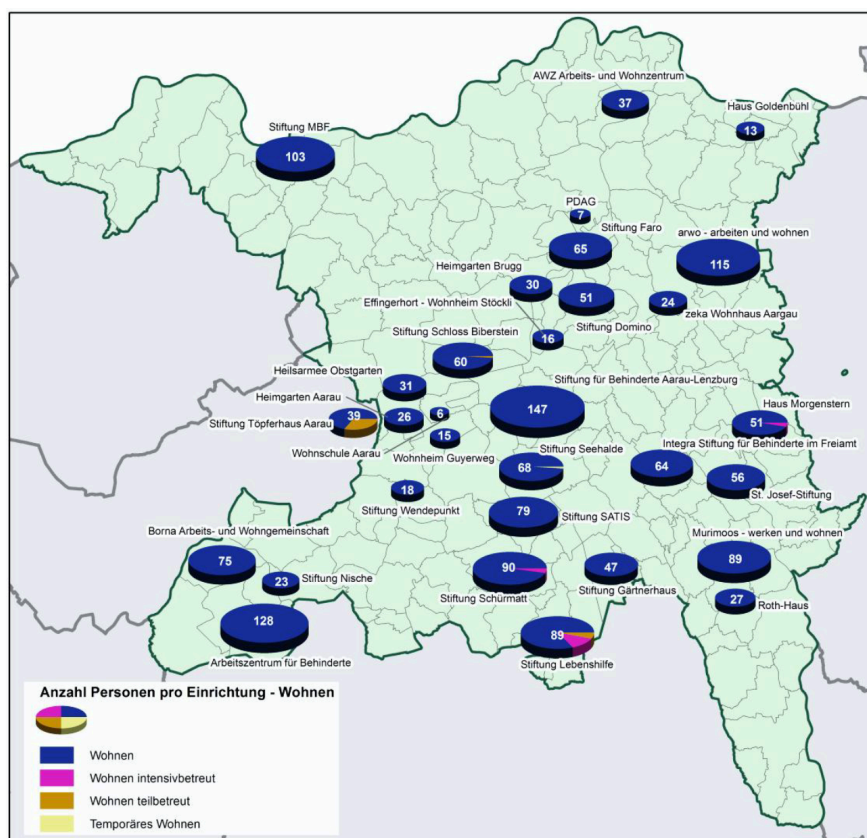 AWZ Arbeits- und Wohnzentrum
37
Haus Goldenbühl
13
Stiftung MBF
103
PDAG
7
Stiftung Faro
65
arwo - arbeiten und wohnen
115
Heimgarten Brugg
30
51
24
Effingerhort - Wohnheim Stöckli
zeka Wohnhaus Aargau
Stiftung Domino
16
Stiftung Schloss Biberstein
60
Heilsarmee Obstgarten
31
Stiftung für Behinderte Aarau-Lenzburg
147
Heimgarten Aarau
26
6
39
Stiftung Töpferhaus Aarau
Haus Morgenstern
51
Wohnschule Aarau
15
Wohnheim Guyerweg
Stiftung Seehalde
68
Integra Stiftung für Behinderte im Freiamt
64
56
St. Josef-Stiftung
18
Stiftung Wendepunkt
79
Stiftung SATIS
Borna Arbeits- und Wohngemeinschaft
75
Murimoos - werken und wohnen
89
23
Stiftung Nische
90
Stiftung Schürmatt
47
Stiftung Gärtnerhaus
27
Roth-Haus
128
Arbeitszentrum für Behinderte
89
Stiftung Lebenshilfe
Anzahl Personen pro Einrichtung - Wohnen
Wohnen
Wohnen intensivbetreut
Wohnen teilbetreut
Temporäres Wohnen